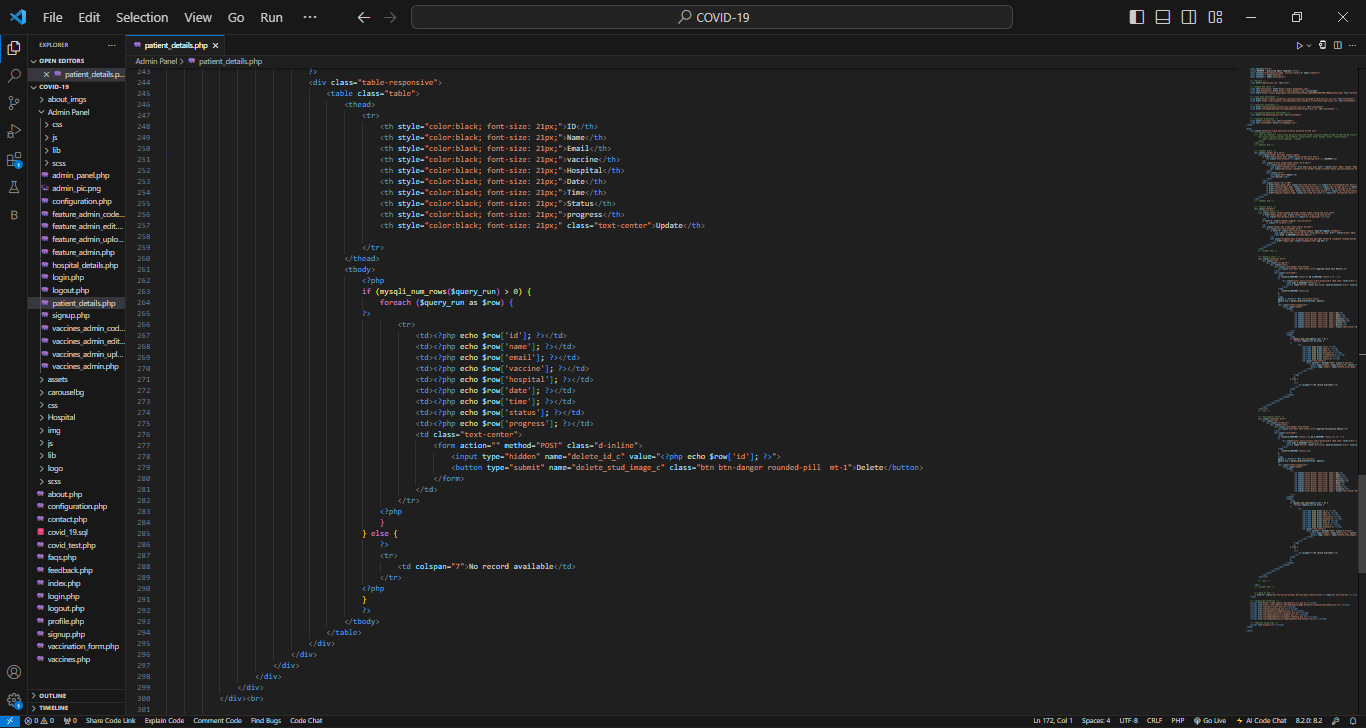 File Edit Selection View Go Run ···
COVID-19
EXPLORER ···
OPEN EDITORS
patient_details.p...
COVID-19
about_imgs
Admin Panel
css
js
lib
scss
admin_panel.php
admin_pic.png
configuration.php
feature_admin_code...
feature_admin_edit....
feature_admin_uplo...
feature_admin.php
hospital_details.php
login.php
logout.php
patient_details.php
signup.php
vaccines_admin_cod...
vaccines_admin_edit...
vaccines_admin_upl...
vaccines_admin.php
assets
carouselbg
css
Hospital
img
js
lib
logo
scss
about.php
configuration.php
contact.php
covid_19.sql
covid_test.php
faqs.php
feedback.php
index.php
login.php
logout.php
profile.php
signup.php
vaccination_form.php
vaccines.php
OUTLINE
TIMELINE
patient_details.php
Admin Panel > patient_details.php
243 ?>
244 <div class="table-responsive">
245 <table class="table">
246 <thead>
247 <tr>
248 <th style="color:black; font-size: 21px;">ID</th>
249 <th style="color:black; font-size: 21px;">Name</th>
250 <th style="color:black; font-size: 21px;">Email</th>
251 <th style="color:black; font-size: 21px;">vaccine</th>
252 <th style="color:black; font-size: 21px;">Hospital</th>
253 <th style="color:black; font-size: 21px;">Date</th>
254 <th style="color:black; font-size: 21px;">Time</th>
255 <th style="color:black; font-size: 21px;">Status</th>
256 <th style="color:black; font-size: 21px;">progress</th>
257 <th style="color:black; font-size: 21px;" class="text-center">Update</th>
258
259 </tr>
260 </thead>
261 <tbody>
262 <?php
263 if (mysqli_num_rows($query_run) > 0) {
264 foreach ($query_run as $row) {
265 ?>
266 <tr>
267 <td><?php echo $row['id']; ?></td>
268 <td><?php echo $row['name']; ?></td>
269 <td><?php echo $row['email']; ?></td>
270 <td><?php echo $row['vaccine']; ?></td>
271 <td><?php echo $row['hospital']; ?></td>
272 <td><?php echo $row['date']; ?></td>
273 <td><?php echo $row['time']; ?></td>
274 <td><?php echo $row['status']; ?></td>
275 <td><?php echo $row['progress']; ?></td>
276 <td class="text-center">
277 <form action="" method="POST" class="d-inline">
278 <input type="hidden" name="delete_id_c" value="<?php echo $row['id']; ?>">
279 <button type="submit" name="delete_stud_image_c" class="btn btn-danger rounded-pill  mt-1">Delete</button>
280 </form>
281 </td>
282 </tr>
283 <?php
284 }
285 } else {
286 ?>
287 <tr>
288 <td colspan="7">No record available</td>
289 </tr>
290 <?php
291 }
292 ?>
293 </tbody>
294 </table>
295 </div>
296 </div>
297 </div>
298 </div>
299 </div>
300 </div><br>
301
0 0 0 Share Code Link Explain Code Comment Code Find Bugs Code Chat Ln 172, Col 1 Spaces: 4 UTF-8 CRLF PHP Go Live AI Code Chat 8.2.0: 8.2